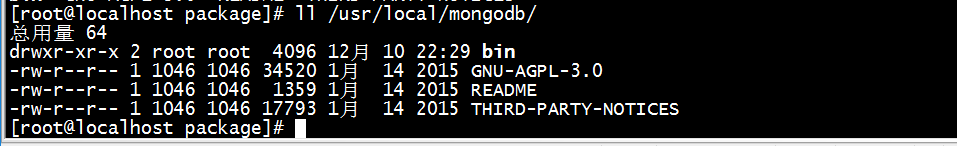 [root@localhost package]# ll /usr/local/mongodb/
总用量 64
drwxr-xr-x 2 root root  4096 12月 10 22:29 bin
-rw-r--r-- 1 1046 1046 34520 1月  14 2015 GNU-AGPL-3.0
-rw-r--r-- 1 1046 1046  1359 1月  14 2015 README
-rw-r--r-- 1 1046 1046 17793 1月  14 2015 THIRD-PARTY-NOTICES
[root@localhost package]#